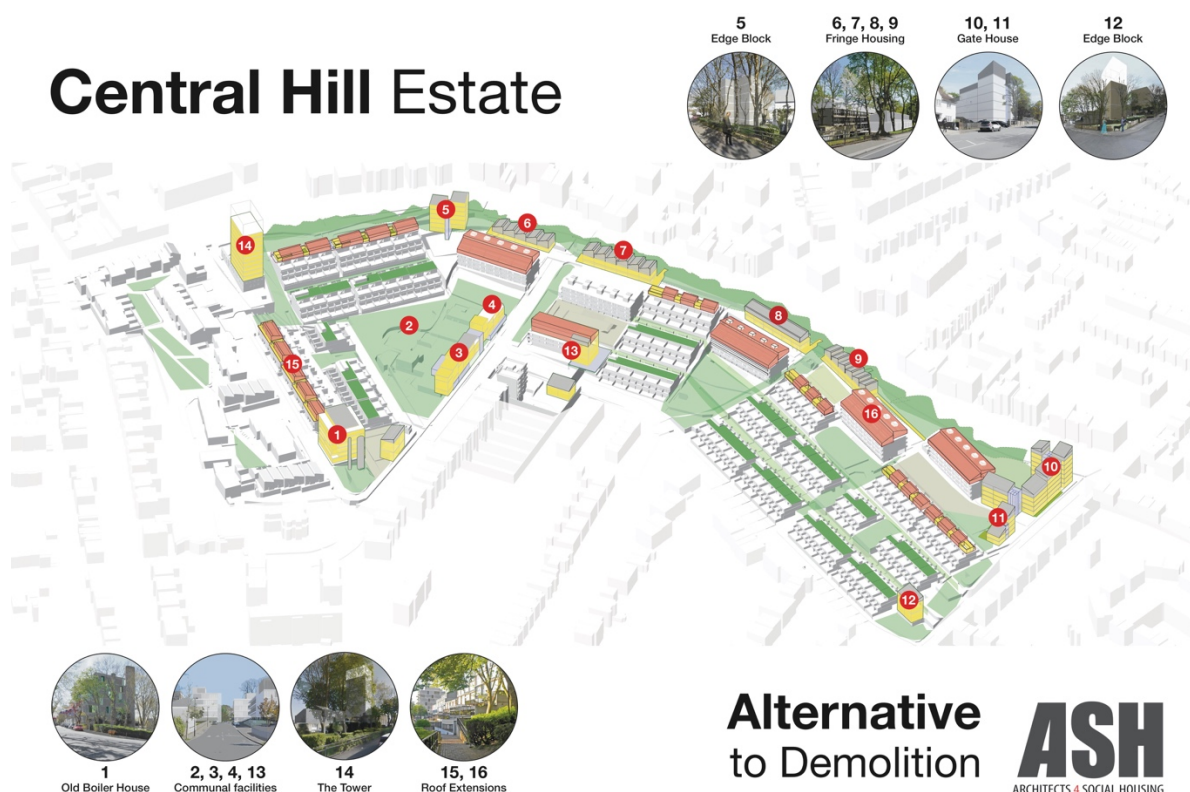 Central Hill Estate
5
Edge Block
6, 7, 8, 9
Fringe Housing
10, 11
Gate House
12
Edge Block
14
5
6
7
2
4
3
13
8
9
15
1
16
10
11
12
1
Old Boiler House
2, 3, 4, 13
Communal facilities
14
The Tower
15, 16
Roof Extensions
Alternative
to Demolition
ASH
ARCHITECTS 4 SOCIAL HOUSING